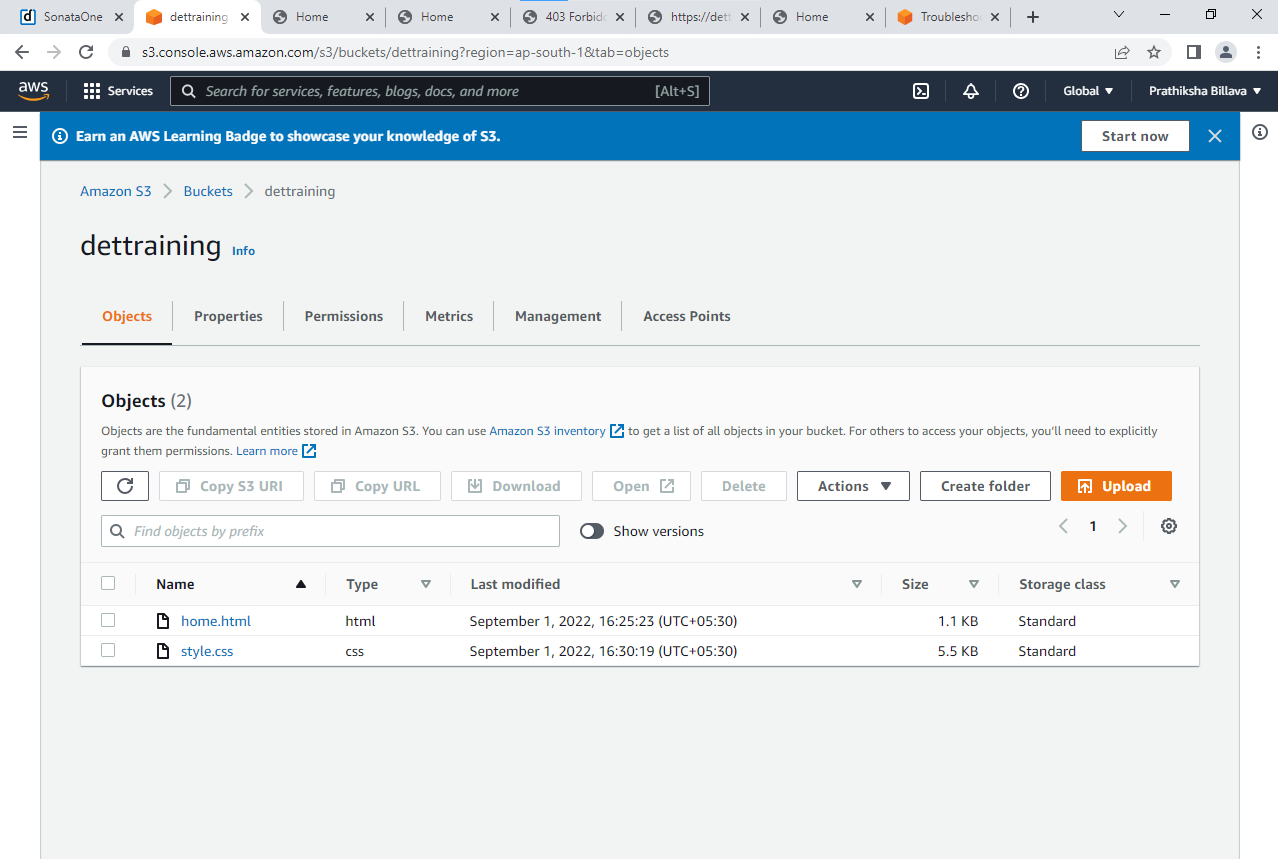 SonataOne
dettraining
Home
Home
403 Forbid
https://dett
Home
Troublesho
s3.console.aws.amazon.com/s3/buckets/dettraining?region=ap-south-1&tab=objects
aws
Services
Search for services, features, blogs, docs, and more
[Alt+S]
Global
Prathiksha Billava
Earn an AWS Learning Badge to showcase your knowledge of S3.
Start now
Amazon S3 Buckets dettraining
dettraining Info
Objects Properties Permissions Metrics Management Access Points
Objects (2)
Objects are the fundamental entities stored in Amazon S3. You can use Amazon S3 inventory to get a list of all objects in your bucket. For others to access your objects, you'll need to explicitly
grant them permissions. Learn more
Copy S3 URI Copy URL Download Open Delete Actions Create folder Upload
Find objects by prefix Show versions 1
Name Type Last modified Size Storage class
home.html html September 1, 2022, 16:25:23 (UTC+05:30) 1.1 KB Standard
style.css css September 1, 2022, 16:30:19 (UTC+05:30) 5.5 KB Standard